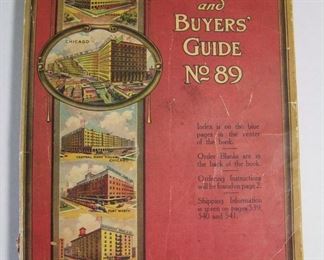 and
BUYERS'
GUIDE
No 89
CHICAGO
Index is on the blue
pages in the center
of the book.
Order Blanks are in
the back of the book.
Ordering Instructions
will be found on page 2.
Shipping Information
is given on pages 539,
540 and 541.
FORT WORTH